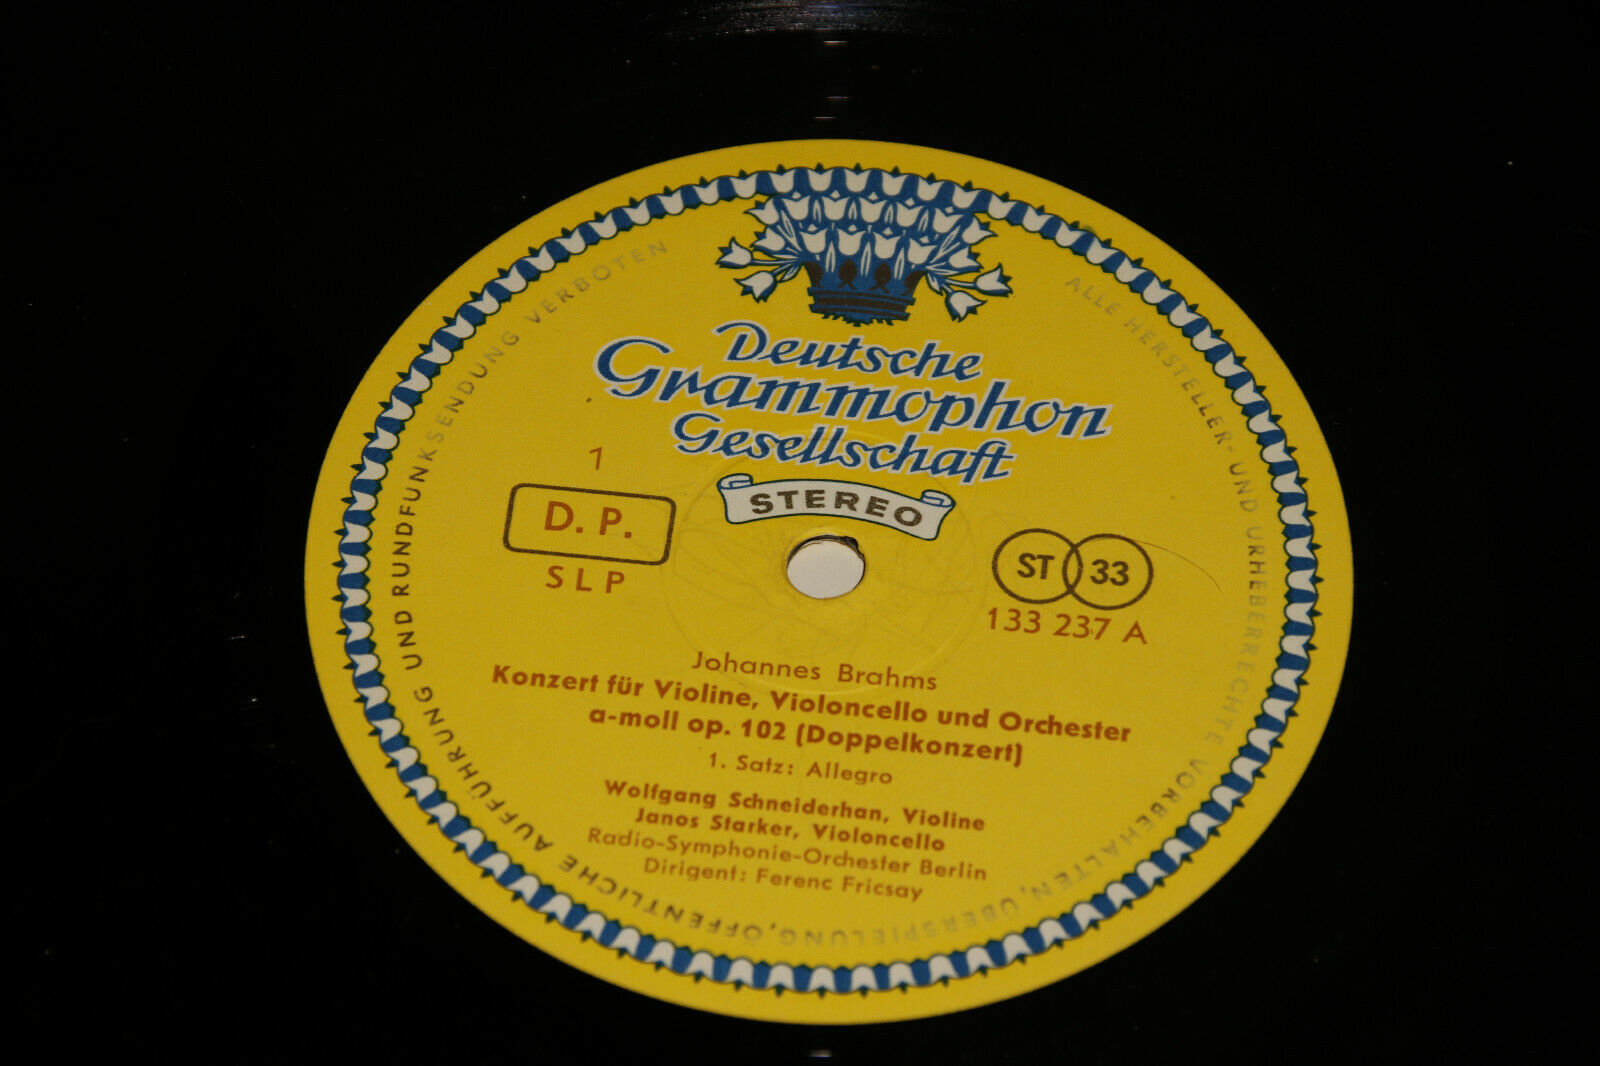 Deutsche
Grammophon
Gesellschaft
STEREO
1
D. P.
SLP
ST 33
133 237 A
Johannes Brahms
Konzert für Violine, Violoncello und Orchester
a-moll op. 102 (Doppelkonzert)
1. Satz: Allegro
Wolfgang Schneiderhan, Violine
Janos Starker, Violoncello
Radio-Symphonie-Orchester Berlin
Dirigent: Ferenc Fricsay
ALLE HERSTELLER- UND URHEBERRECHTE VORBEHALTEN, ÜBERSPIELUNG, ÖFFENTLICHE AUFFÜHRUNG UND RUNDFUNKSENDUNG VERBOTEN